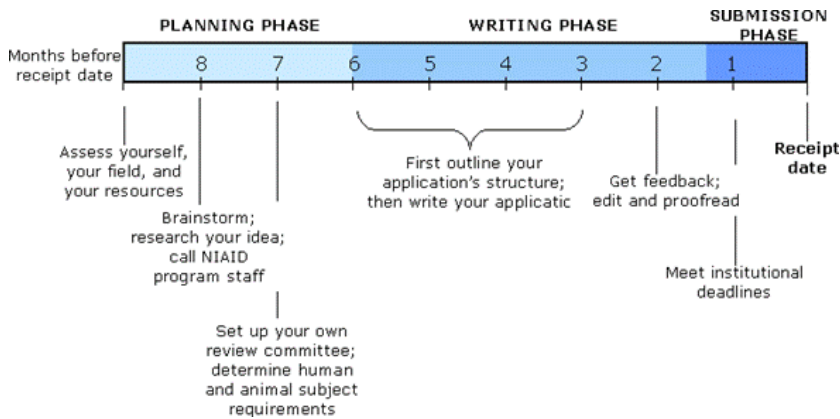 PLANNING PHASE
WRITING PHASE
SUBMISSION
PHASE
Months before
receipt date
8 7 6 5 4 3 2 1
Assess yourself,
your field, and
your resources
Brainstorm;
research your idea;
call NIAID
program staff
Set up your own
review committee;
determine human
and animal subject
requirements
First outline your
application's structure;
then write your applicatic
Get feedback;
edit and proofread
Meet institutional
deadlines
Receipt
date